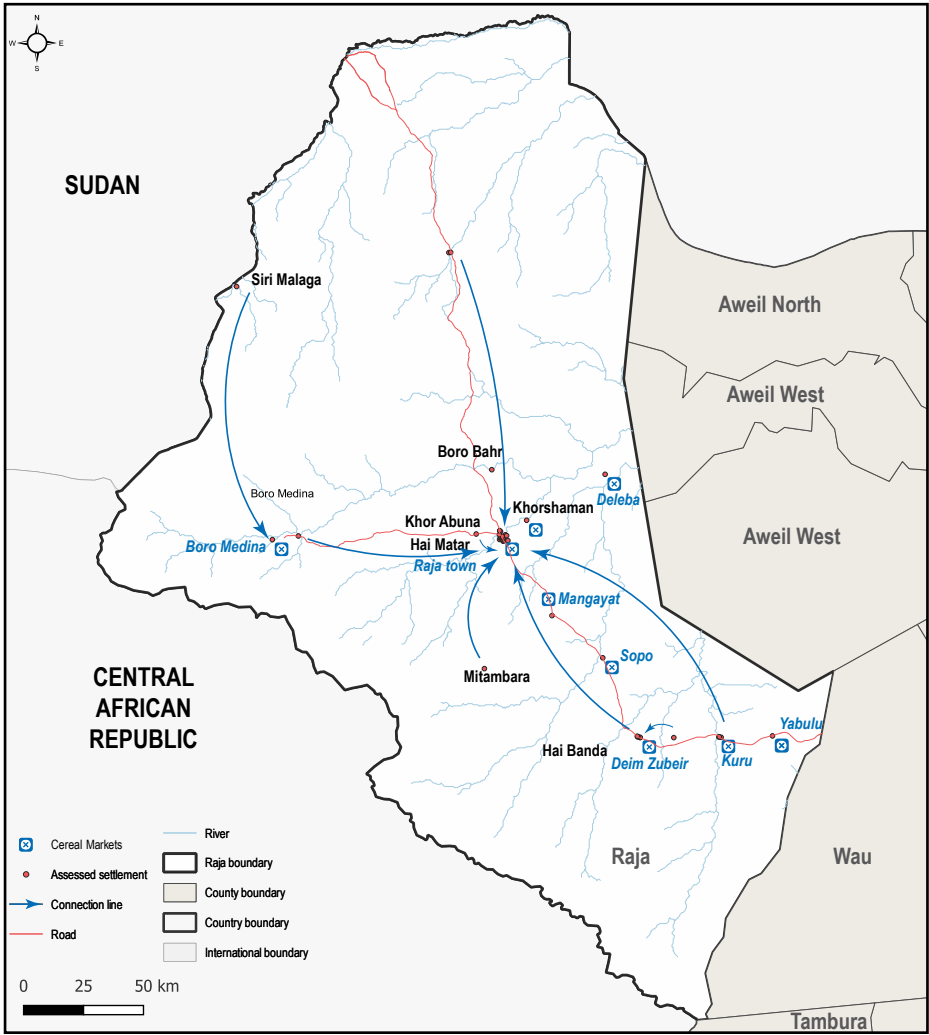 N
W
E
S
SUDAN
Siri Malaga
Aweil North
Aweil West
Boro Bahr
Deleba
Boro Medina
Khorshaman
Khor Abuna
Aweil West
Boro Medina
Hai Matar
Raja town
Mangayat
Sopo
Mitambara
CENTRAL
AFRICAN
REPUBLIC
Yabulu
Hai Banda
Deim Zubeir
Kuru
Raja
Wau
Cereal Markets
Assessed settlement
Connection line
Road
River
Raja boundary
County boundary
Country boundary
International boundary
0 25 50 km
Tambura